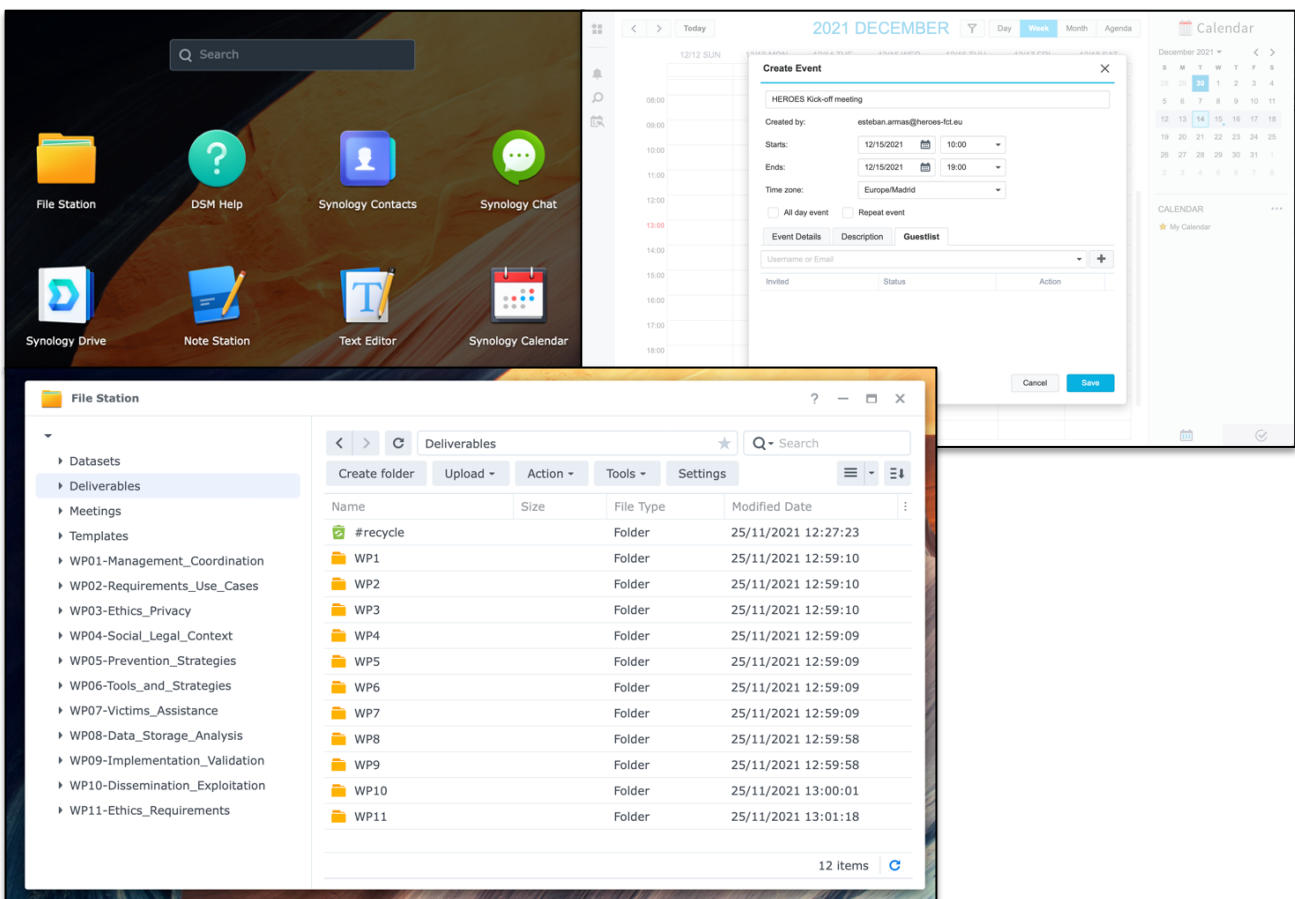 Search
File Station
DSM Help
Synology Contacts
Synology Chat
Synology Drive
Note Station
Text Editor
Synology Calendar
Today
2021 DECEMBER
Day
Week
Month
Agenda
Calendar
12/12 SUN
December 2021
S M T W T F S
28 29 30 1 2 3 4
5 6 7 8 9 10 11
12 13 14 15 16 17 18
19 20 21 22 23 24 25
26 27 28 29 30 31 1
2 3 4 5 6 7 8
CALENDAR
My Calendar
08:00
09:00
10:00
11:00
12:00
13:00
14:00
15:00
16:00
17:00
18:00
Create Event
HEROES Kick-off meeting
Created by: esteban.armas@heroes-fct.eu
Starts: 12/15/2021 10:00
Ends: 12/15/2021 19:00
Time zone: Europe/Madrid
All day event Repeat event
Event Details Description Guestlist
Username or Email
Invited Status Action
Cancel Save
File Station
Datasets
Deliverables
Meetings
Templates
WP01-Management_Coordination
WP02-Requirements_Use_Cases
WP03-Ethics_Privacy
WP04-Social_Legal_Context
WP05-Prevention_Strategies
WP06-Tools_and_Strategies
WP07-Victims_Assistance
WP08-Data_Storage_Analysis
WP09-Implementation_Validation
WP10-Dissemination_Exploitation
WP11-Ethics_Requirements
Deliverables
Search
Create folder Upload Action Tools Settings
Name Size File Type Modified Date
#recycle Folder 25/11/2021 12:27:23
WP1 Folder 25/11/2021 12:59:10
WP2 Folder 25/11/2021 12:59:10
WP3 Folder 25/11/2021 12:59:10
WP4 Folder 25/11/2021 12:59:09
WP5 Folder 25/11/2021 12:59:09
WP6 Folder 25/11/2021 12:59:09
WP7 Folder 25/11/2021 12:59:09
WP8 Folder 25/11/2021 12:59:58
WP9 Folder 25/11/2021 12:59:58
WP10 Folder 25/11/2021 13:00:01
WP11 Folder 25/11/2021 13:01:18
12 items